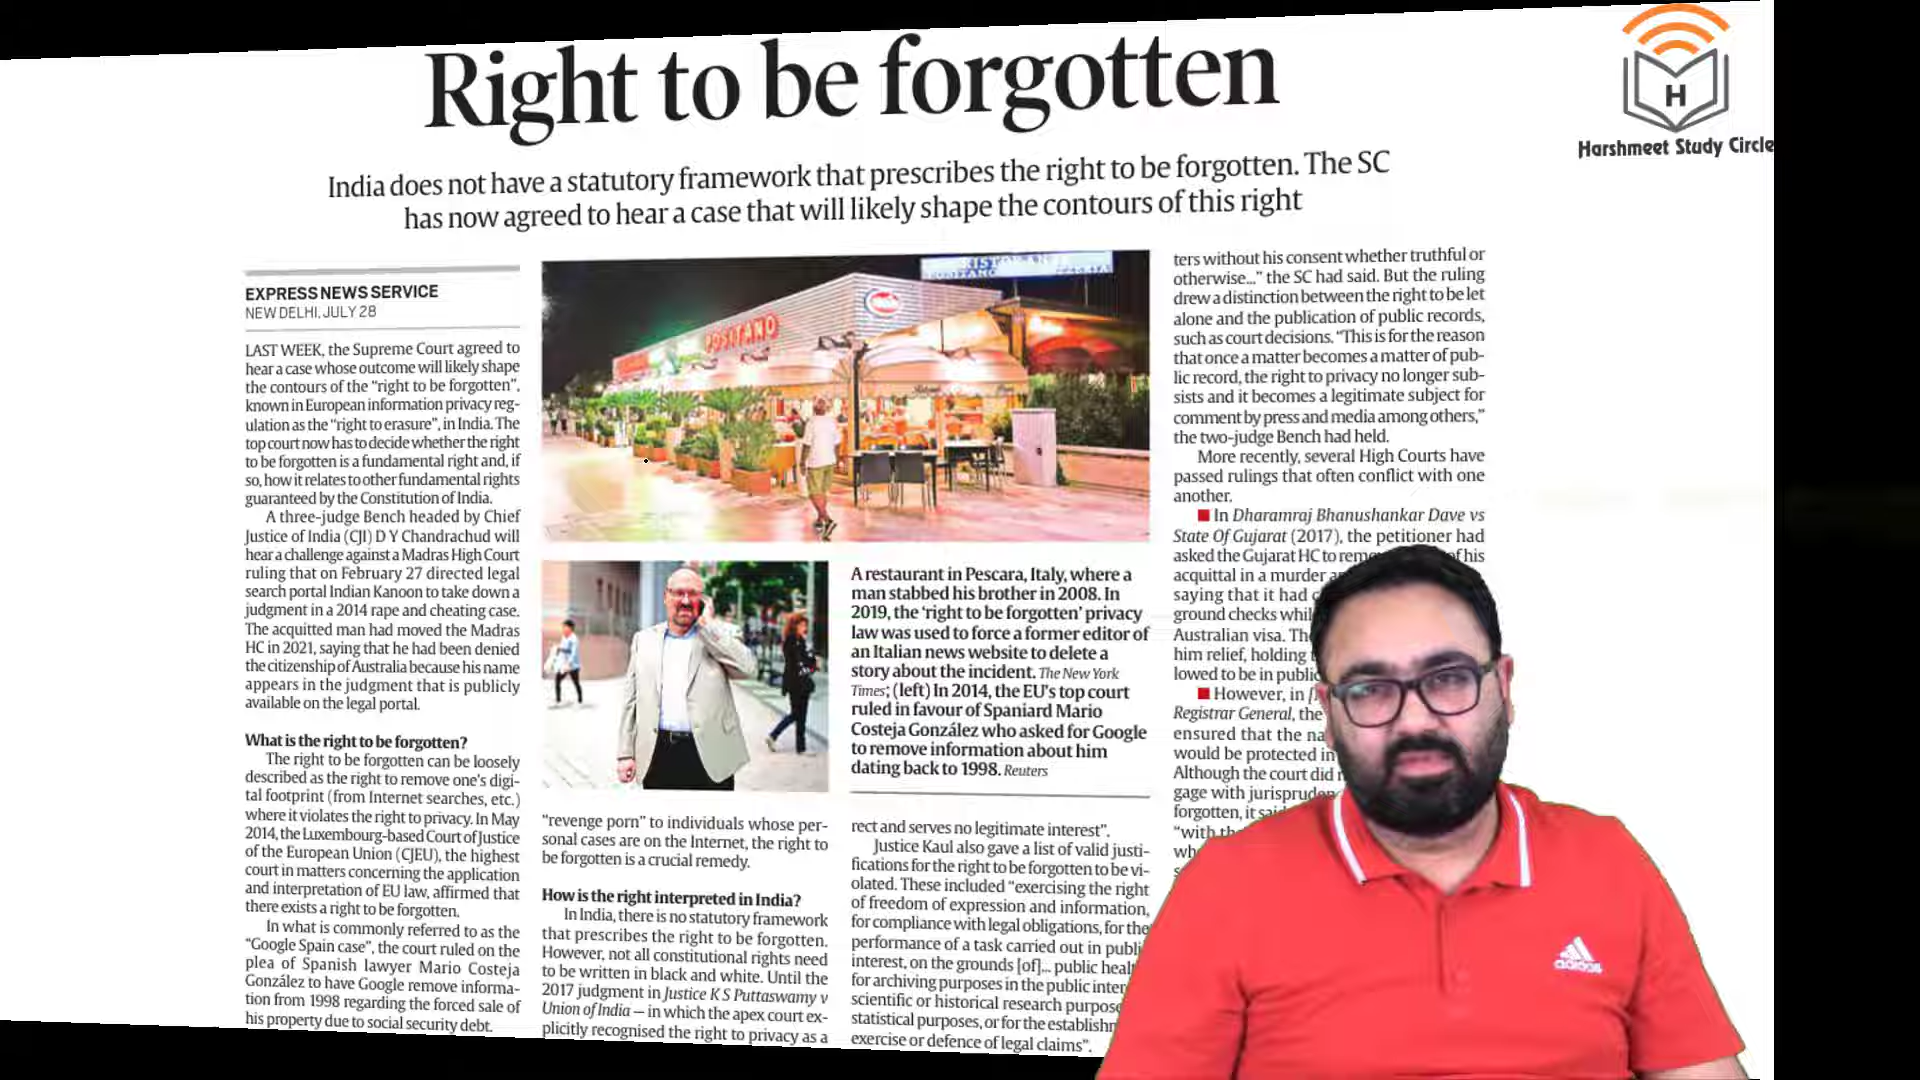 Right to be forgotten
India does not have a statutory framework that prescribes the right to be forgotten. The SC
has now agreed to hear a case that will likely shape the contours of this right
H
Harshmeet Study Circle
EXPRESS NEWS SERVICE
NEW DELHI, JULY 28
LAST WEEK, the Supreme Court agreed to
hear a case whose outcome will likely shape
the contours of the "right to be forgotten",
known in European information privacy reg-
ulation as the "right to erasure", in India. The
top court now has to decide whether the right
to be forgotten is a fundamental right and, if
so, how it relates to other fundamental rights
guaranteed by the Constitution of India.
A three-judge Bench headed by Chief
Justice of India (CJI) D Y Chandrachud will
hear a challenge against a Madras High Court
ruling that on February 27 directed legal
search portal Indian Kanoon to take down a
judgment in a 2014 rape and cheating case.
The acquitted man had moved the Madras
HC in 2021, saying that he had been denied
the citizenship of Australia because his name
appears in the judgment that is publicly
available on the legal portal.
What is the right to be forgotten?
The right to be forgotten can be loosely
described as the right to remove one's digi-
tal footprint (from Internet searches, etc.)
where it violates the right to privacy. In May
2014, the Luxembourg-based Court of Justice
of the European Union (CJEU), the highest
court in matters concerning the application
and interpretation of EU law, affirmed that
there exists a right to be forgotten.
In what is commonly referred to as the
"Google Spain case", the court ruled on the
plea of Spanish lawyer Mario Costeja
González to have Google remove informa-
tion from 1998 regarding the forced sale of
his property due to social security debt.
RISTORANTE
POSITANO
POSITANO
A restaurant in Pescara, Italy, where a
man stabbed his brother in 2008. In
2019, the 'right to be forgotten' privacy
law was used to force a former editor of
an Italian news website to delete a
story about the incident. The New York
Times; (left) In 2014, the EU's top court
ruled in favour of Spaniard Mario
Costeja González who asked for Google
to remove information about him
dating back to 1998. Reuters
"revenge porn" to individuals whose per-
sonal cases are on the Internet, the right to
be forgotten is a crucial remedy.
How is the right interpreted in India?
In India, there is no statutory framework
that prescribes the right to be forgotten.
However, not all constitutional rights need
to be written in black and white. Until the
2017 judgment in Justice K S Puttaswamy v
Union of India — in which the apex court ex-
plicitly recognised the right to privacy as a
rect and serves no legitimate interest".
Justice Kaul also gave a list of valid justi-
fications for the right to be forgotten to be vi-
olated. These included "exercising the right
of freedom of expression and information,
for compliance with legal obligations, for the
performance of a task carried out in publi
interest, on the grounds [of]... public heal
for archiving purposes in the public inter
scientific or historical research purpose
statistical purposes, or for the establishm
exercise or defence of legal claims".
ters without his consent whether truthful or
otherwise..." the SC had said. But the ruling
drew a distinction between the right to be let
alone and the publication of public records,
such as court decisions. "This is for the reason
that once a matter becomes a matter of pub-
lic record, the right to privacy no longer sub-
sists and it becomes a legitimate subject for
comment by press and media among others,"
the two-judge Bench had held.
More recently, several High Courts have
passed rulings that often conflict with one
another.
In Dharamraj Bhanushankar Dave vs
State Of Gujarat (2017), the petitioner had
asked the Gujarat HC to remo of his
acquittal in a murder a
saying that it had
ground checks whil
Australian visa. Th
him relief, holding
lowed to be in public
However, in
Registrar General, the
ensured that the na
would be protected in
Although the court did
gage with jurispruden
forgotten, it said
"with th
wh
adidas